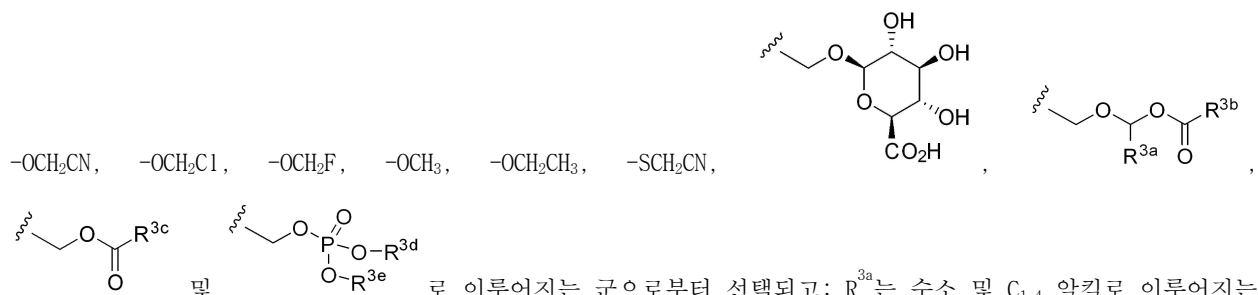 OH
OH
O
OH
O
OH
CO₂H
O O R³ᵇ
R³ᵃ O
-OCH₂CN, -OCH₂Cl, -OCH₂F, -OCH₃, -OCH₂CH₃, -SCH₂CN, , ,
O R³ᶜ
O
O O
P
O-R³ᵈ
O-R³ᵉ
및 로 이루어지는 군으로부터 선택되고; R³ᵃ는 수소 및 C₁₋₄ 알킬로 이루어지는